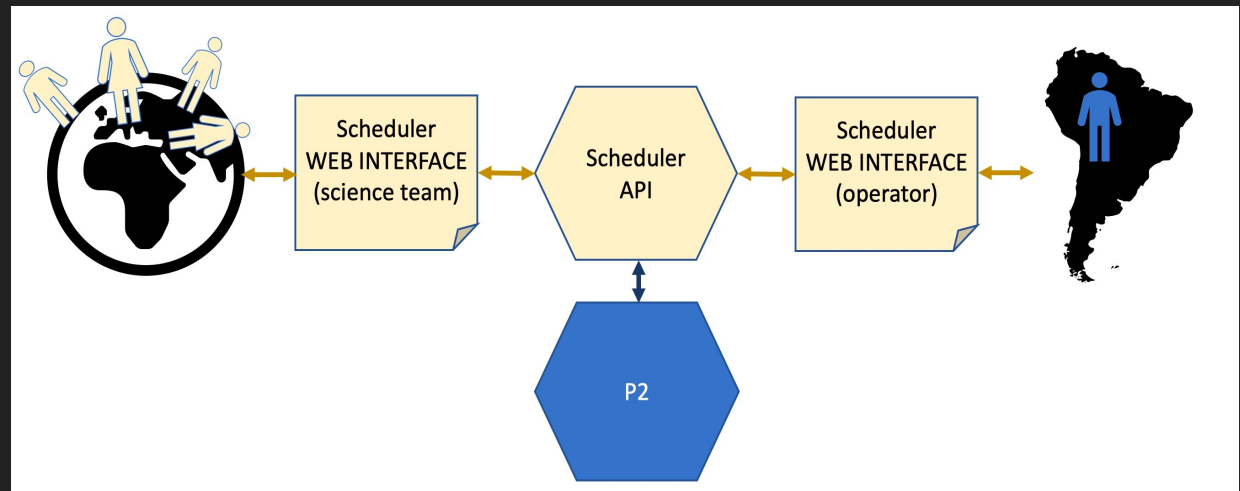 Scheduler
WEB INTERFACE
(science team)
Scheduler
API
Scheduler
WEB INTERFACE
(operator)
P2